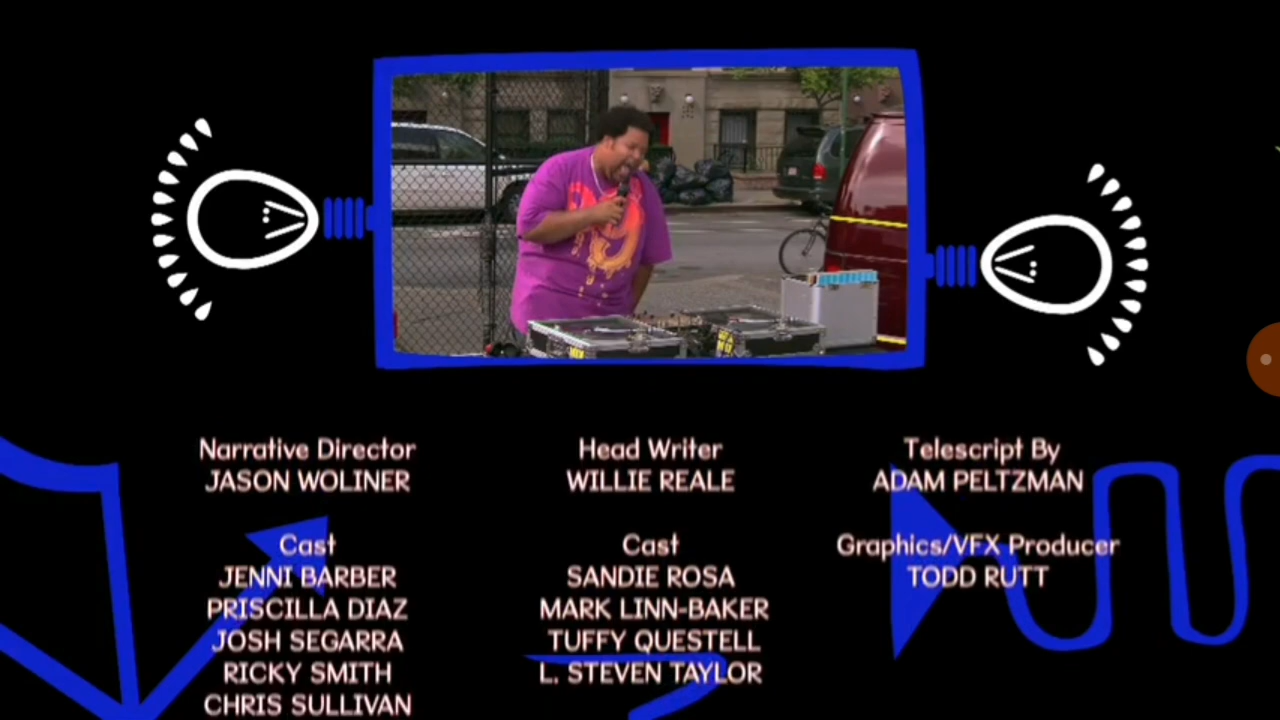 Narrative Director
JASON WOLINER
Head Writer
WILLIE REALE
Telescript By
ADAM PELTZMAN
Cast
JENNI BARBER
PRISCILLA DIAZ
JOSH SEGARRA
RICKY SMITH
CHRIS SULLIVAN
Cast
SANDIE ROSA
MARK LINN-BAKER
TUFFY QUESTELL
L. STEVEN TAYLOR
Graphics/VFX Producer
TODD RUTT